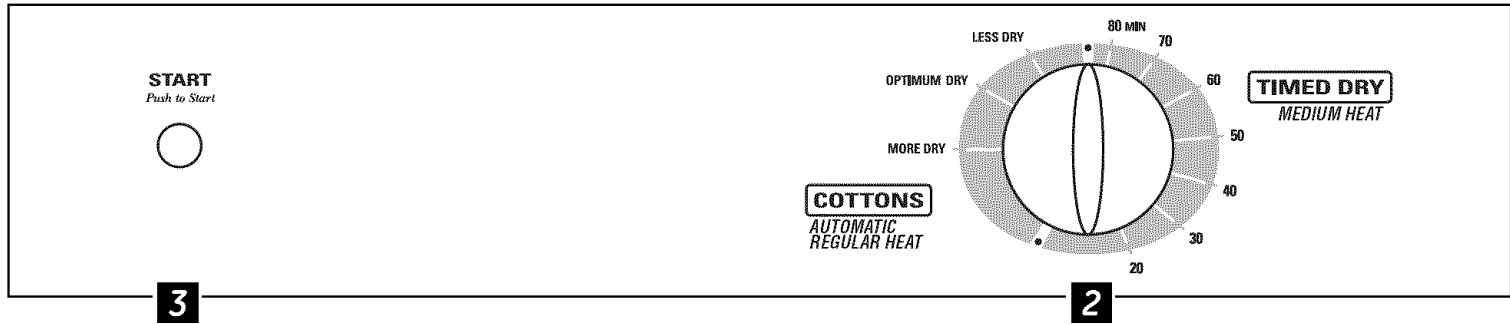 START
Push to Start
3
LESS DRY
OPTIMUM DRY
MORE DRY
COTTONS
AUTOMATIC
REGULAR HEAT
80 MIN
70
60
50
40
30
20
TIMED DRY
MEDIUM HEAT
2